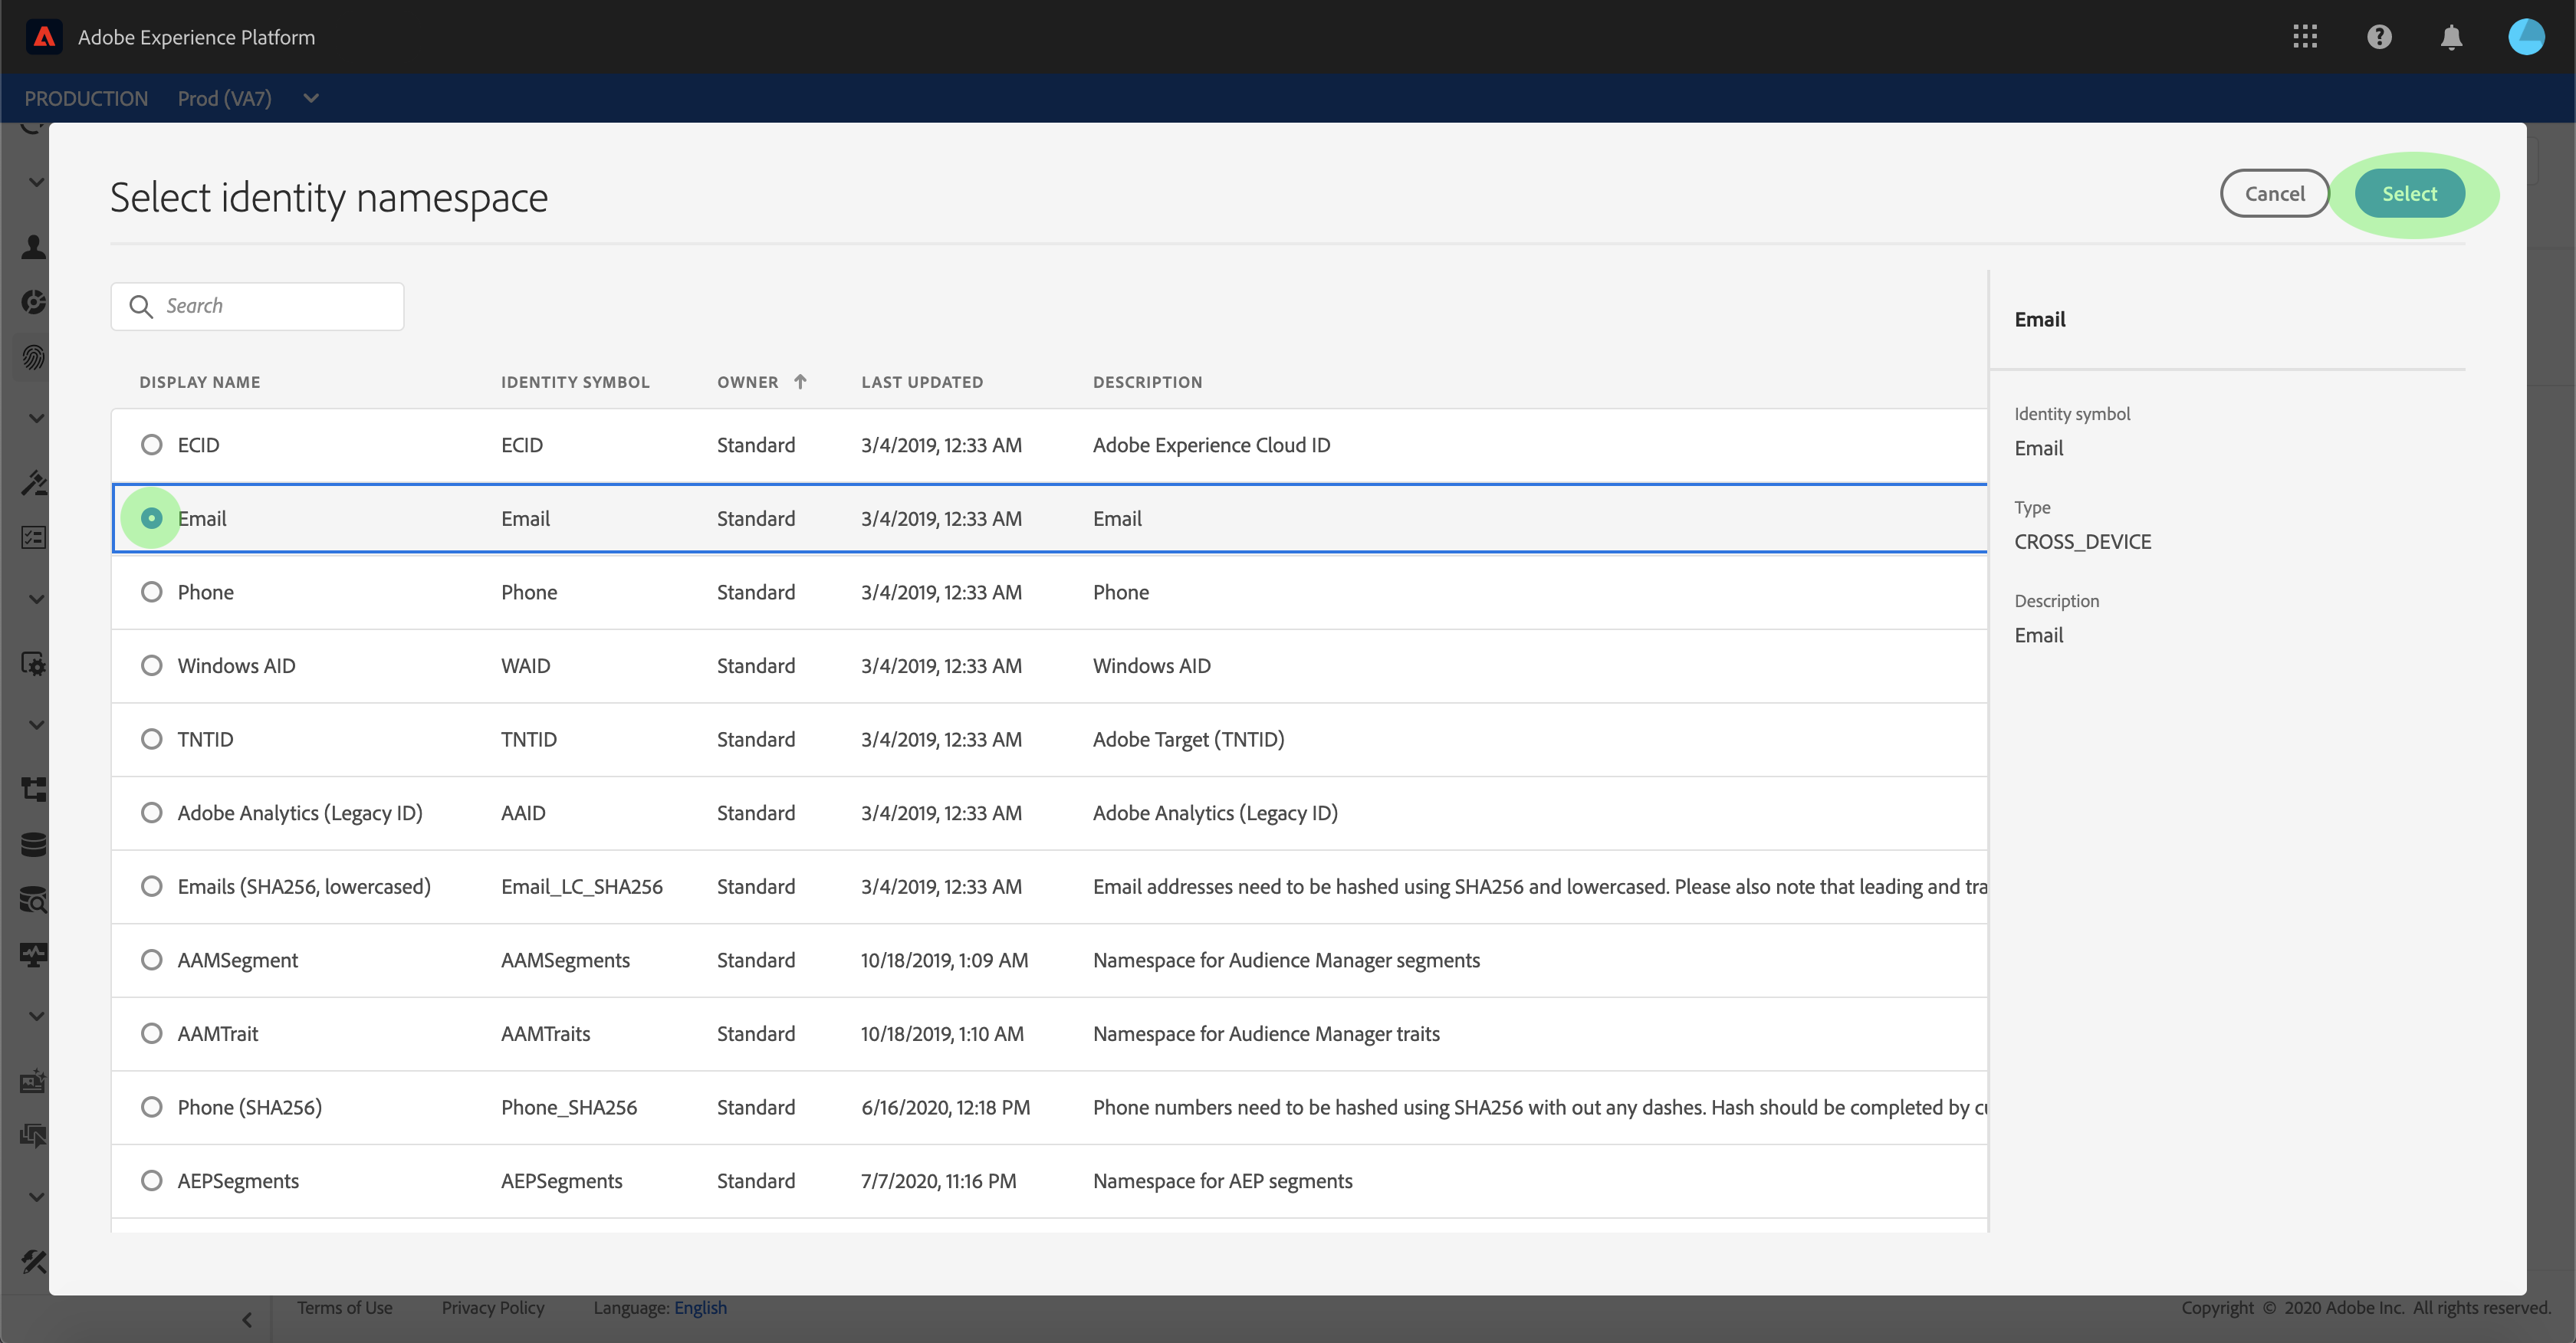 Adobe Experience Platform
PRODUCTION Prod (VA7)
Select identity namespace
Cancel Select
Search
DISPLAY NAME IDENTITY SYMBOL OWNER LAST UPDATED DESCRIPTION
ECID ECID Standard 3/4/2019, 12:33 AM Adobe Experience Cloud ID
Email Email Standard 3/4/2019, 12:33 AM Email
Phone Phone Standard 3/4/2019, 12:33 AM Phone
Windows AID WAID Standard 3/4/2019, 12:33 AM Windows AID
TNTID TNTID Standard 3/4/2019, 12:33 AM Adobe Target (TNTID)
Adobe Analytics (Legacy ID) AAID Standard 3/4/2019, 12:33 AM Adobe Analytics (Legacy ID)
Emails (SHA256, lowercased) Email_LC_SHA256 Standard 3/4/2019, 12:33 AM Email addresses need to be hashed using SHA256 and lowercased. Please also note that leading and tra
AAMSegment AAMSegments Standard 10/18/2019, 1:09 AM Namespace for Audience Manager segments
AAMTrait AAMTraits Standard 10/18/2019, 1:10 AM Namespace for Audience Manager traits
Phone (SHA256) Phone_SHA256 Standard 6/16/2020, 12:18 PM Phone numbers need to be hashed using SHA256 with out any dashes. Hash should be completed by cu
AEPSegments AEPSegments Standard 7/7/2020, 11:16 PM Namespace for AEP segments
Email
Identity symbol
Email
Type
CROSS_DEVICE
Description
Email
Terms of Use Privacy Policy Language: English Copyright © 2020 Adobe Inc. All rights reserved.